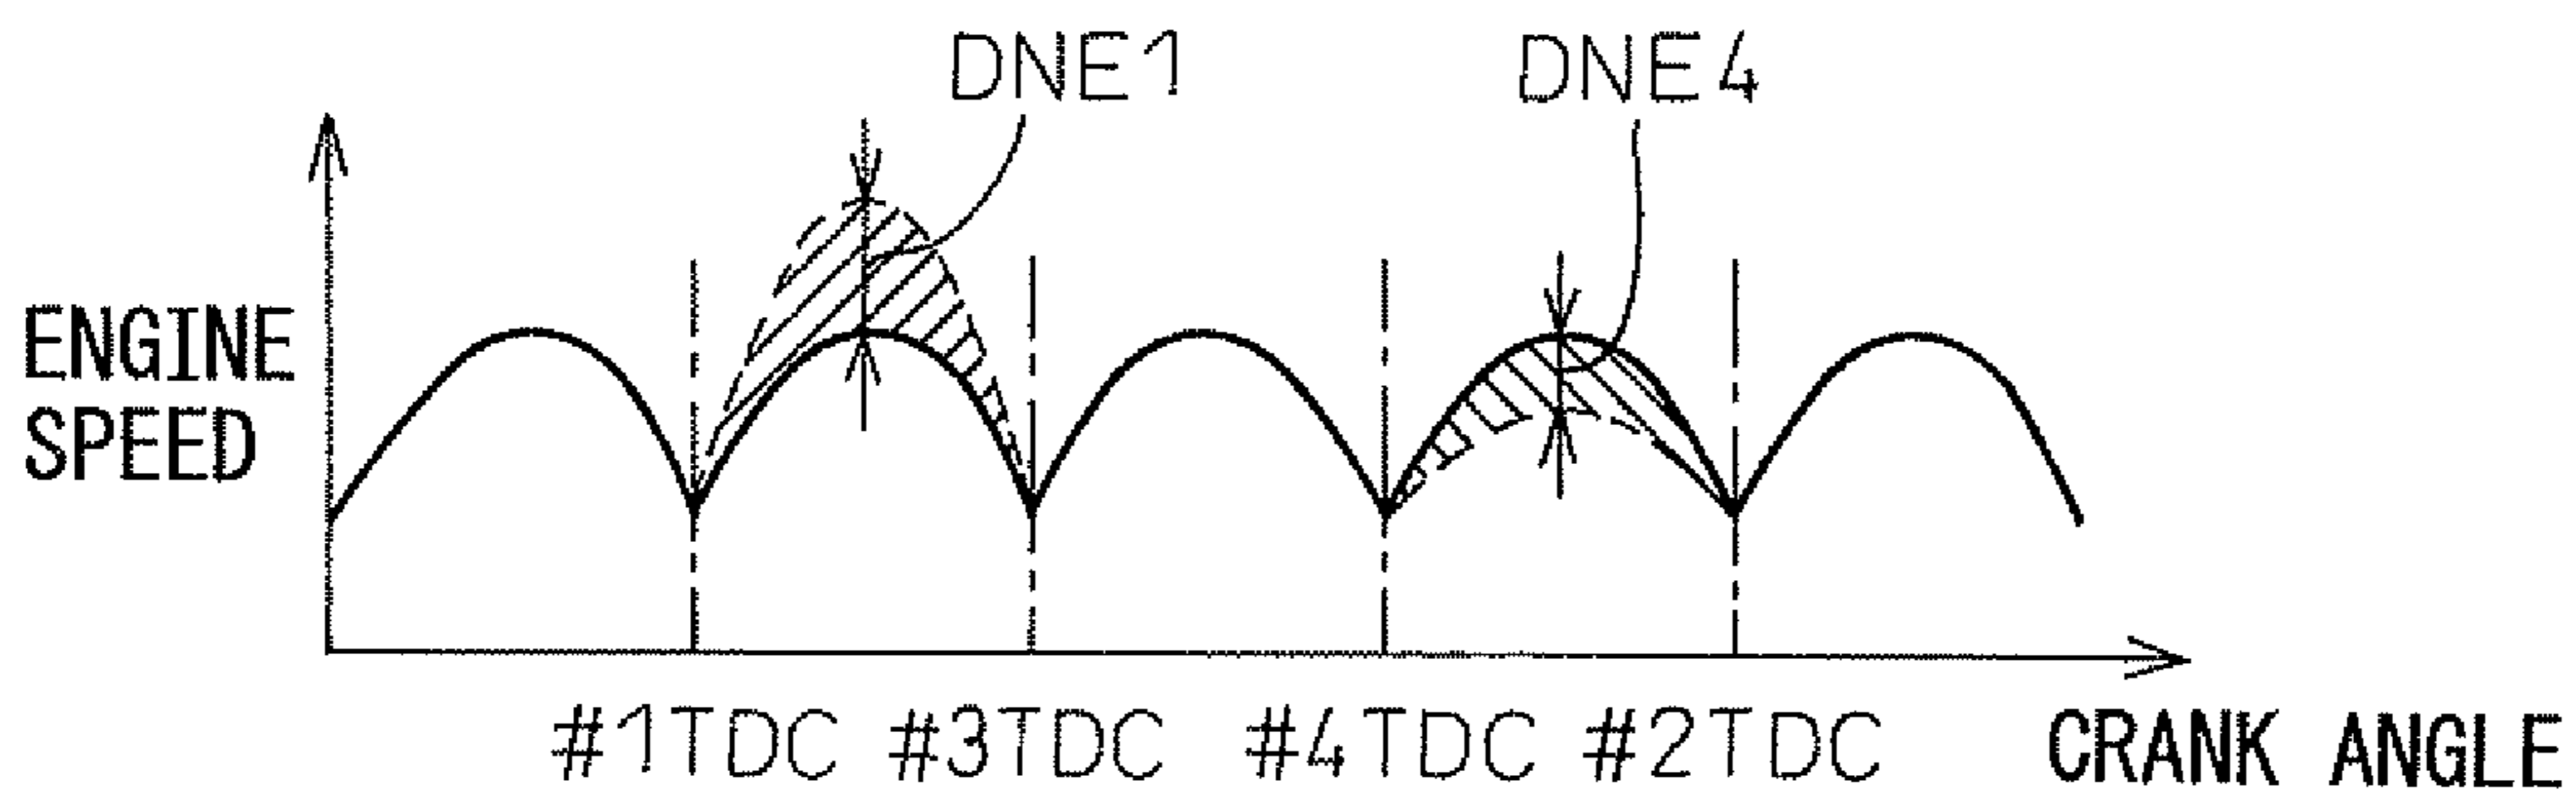 DNE1
DNE4
ENGINE
SPEED
#1TDC
#3TDC
#4TDC
#2TDC
CRANK ANGLE